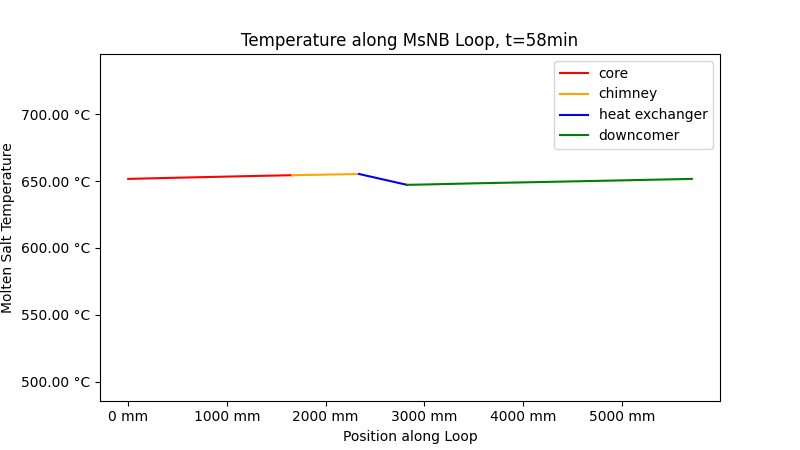 Temperature along MsNB Loop, t=58min
core
chimney
heat exchanger
downcomer
Molten Salt Temperature
700.00 °C
650.00 °C
600.00 °C
550.00 °C
500.00 °C
0 mm
1000 mm
2000 mm
3000 mm
4000 mm
5000 mm
Position along Loop